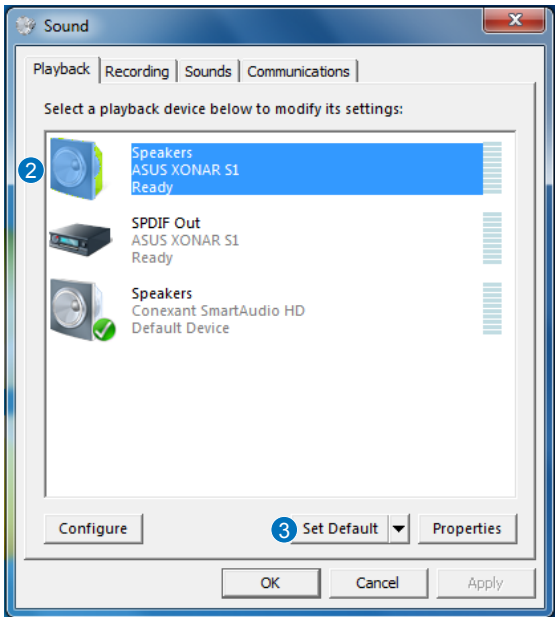 Sound
Playback Recording Sounds Communications
Select a playback device below to modify its settings:
2
Speakers
ASUS XONAR S1
Ready
SPDIF Out
ASUS XONAR S1
Ready
Speakers
Conexant SmartAudio HD
Default Device
Configure 3 Set Default Properties
OK Cancel Apply